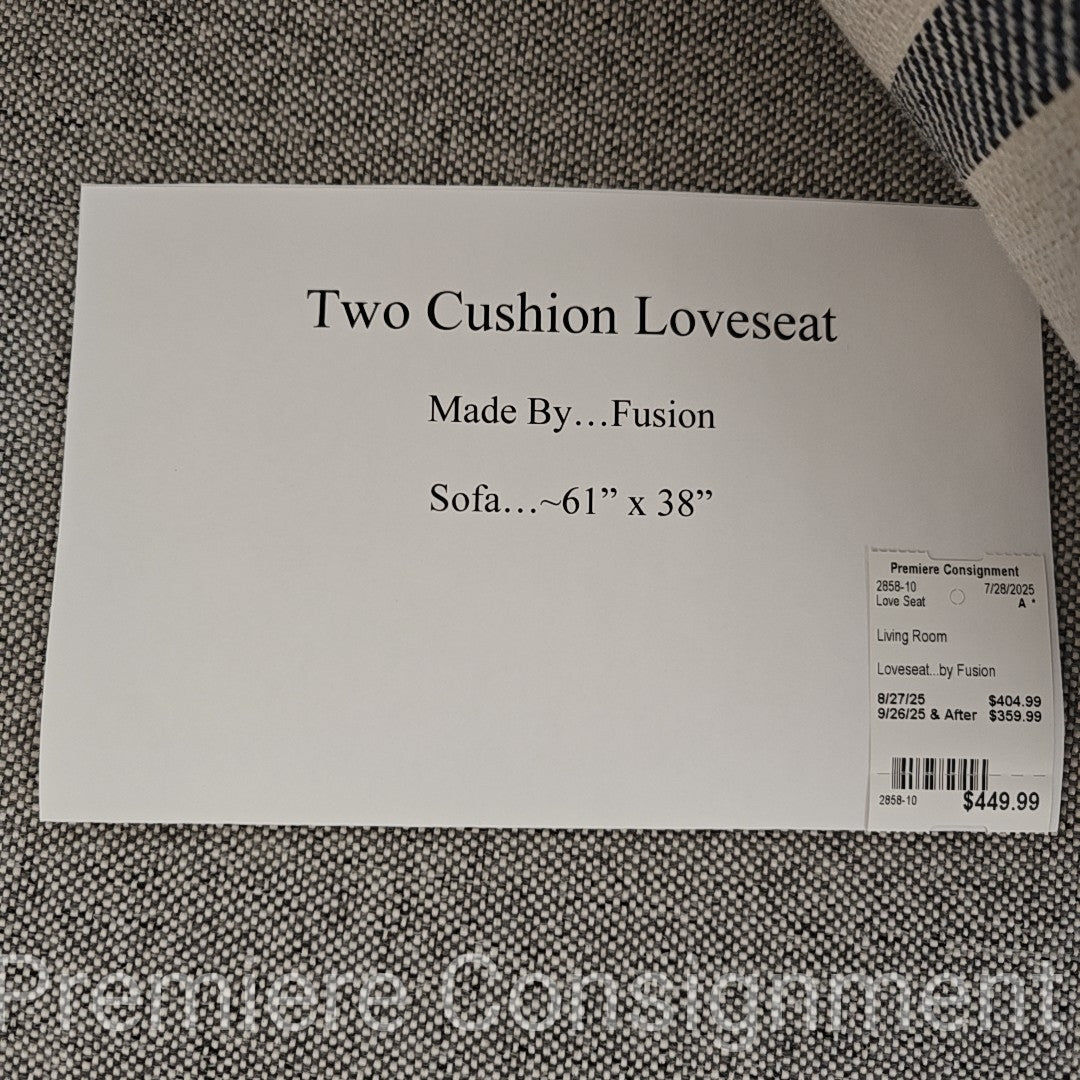 Two Cushion Loveseat
Made By...Fusion
Sofa...~61” x 38”
Premiere Consignment
2858-10 7/28/2025
Love Seat A *
Living Room
Loveseat...by Fusion
8/27/25 $404.99
9/26/25 & After $359.99
2858-10 $449.99
Premiere Consignment